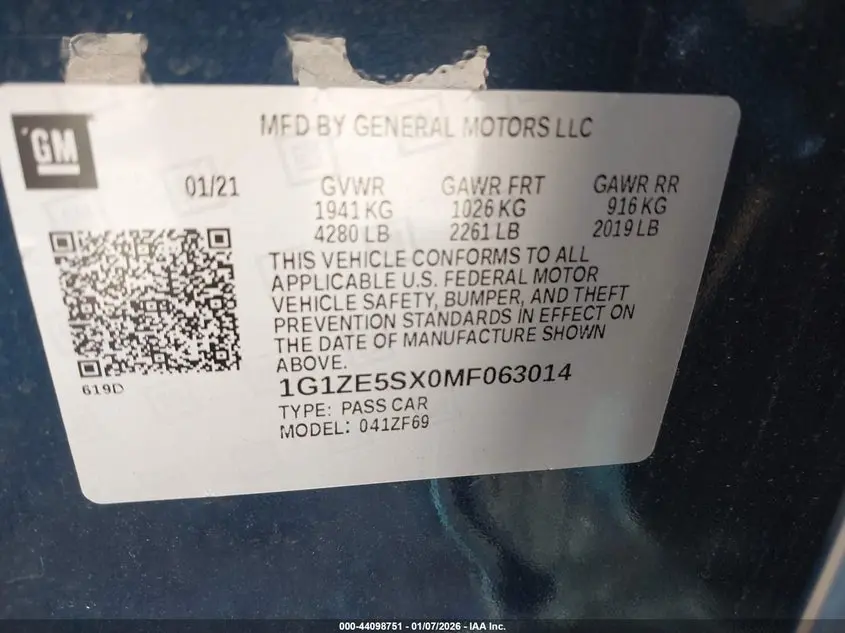 MFD BY GENERAL MOTORS LLC
GM
01/21
GVWR GAWR FRT GAWR RR
1941 KG 1026 KG 916 KG
4280 LB 2261 LB 2019 LB
THIS VEHICLE CONFORMS TO ALL
APPLICABLE U.S. FEDERAL MOTOR
VEHICLE SAFETY, BUMPER, AND THEFT
PREVENTION STANDARDS IN EFFECT ON
THE DATE OF MANUFACTURE SHOWN
ABOVE.
619D
1G1ZE5SX0MF063014
TYPE: PASS CAR
MODEL: 041ZF69
000-44098751 | 01/07/2026 | IAA Inc.